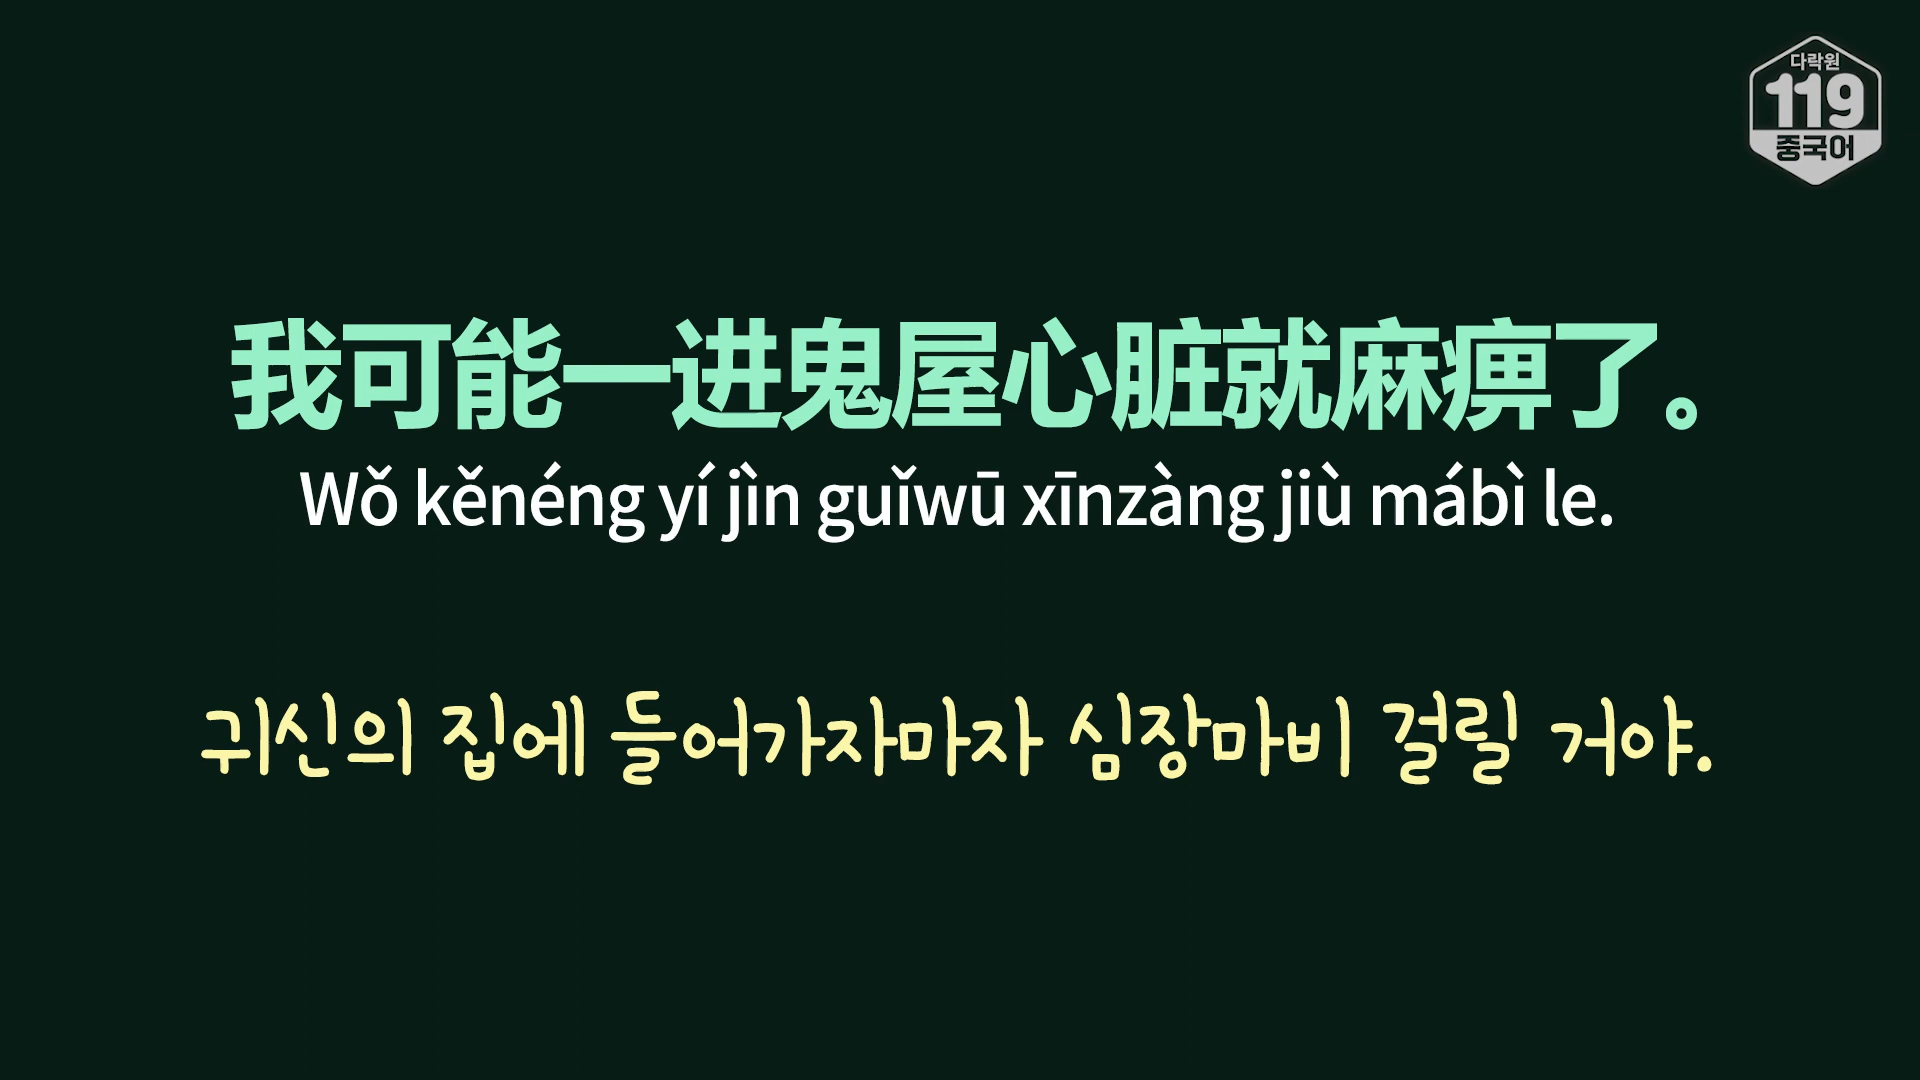 다락원
119
중국어
我可能一进鬼屋心脏就麻痹了。
Wǒ kěnéng yí jìn guǐwū xīnzàng jiù mábì le.
귀신의 집에 들어가자마자 심장마비 걸릴 거야.